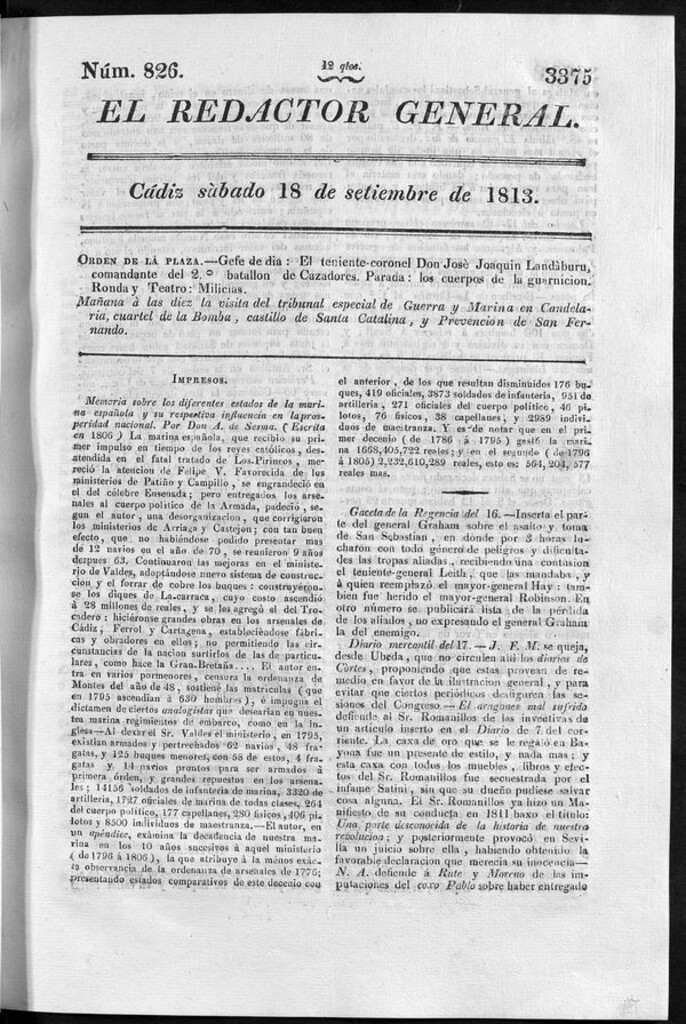 Núm. 826.
12 qtos.
3375
EL REDACTOR GENERAL.
Cádiz sàbado 18 de setiembre de 1813.
ORDEN DE LA PLAZA.—Gefe de dia: El teniente-coronel Don Josè Joaquin Landàburu,
comandante del 2.º batallon de Cazadores. Parada: los cuerpos de la guarnicion.
Ronda y Teatro: Milicias.
Mañana à las diez la visita del tribunal especial de Guerra y Marina en Candela-
ria, cuartel de la Bomba, castillo de Santa Catalina, y Prevencion de San Fer-
nando.
IMPRESOS.
Memoria sobre los diferentes estados de la mari-
na española y su respectiva influencia en la pros-
peridad nacional. Por Don A. de Sesma. (Escrita
en 1806) La marina española, que recibio su pri-
mer impulso en tiempo de los reyes católicos, des-
atendida en el fatal tratado de Los-Pirineos, me-
reció la atencion de Felipe V. Favorecida de los
ministerios de Patiño y Campillo, se engrandeció en
el del célebre Ensenada; pero entregados los arse-
nales al cuerpo político de la Armada, padeció, se-
gun el autor, una desorganizacion, que corrigieron
los ministerios de Arriaga y Castejon; con tan buen
efecto, que no habiéndose podido presentar mas
de 12 navios en el año de 70, se reunieron 9 años
despues 63. Continuaron las mejoras en el ministe-
rio de Valdes, adoptándose nuevo sistema de construc-
cion y el forrar de cobre los buques: construyéron-
se los diques de La-carraca, cuyo costo ascendió
à 28 millones de reales, y se les agregó el del Tro-
cadero: hiciéronse grandes obras en los arsenales de
Cádiz, Ferrol y Cartagena, estableciéndose fábri-
cas y obradores en ellos; no permitiendo las cir-
cunstancias de la nacion surtirlos de las de particu-
lares, como hace la Gran-Bretaña.... El autor en-
tra en varios pormenores, censura la ordenanza de
Montes del año de 48, sostiene las matriculas (que
en 1795 ascendian á 630 hombres), é impugna el
dictamen de ciertos analogistas que desearian en nues-
tra marina regimientos de embarco, como en la In-
glesa—Al dexar el Sr. Valdés el ministerio, en 1795,
existian armados y pertrechados 62 navios, 48 fra-
gatas, y 125 buques menores, con 58 de estos, 4 fraga-
tas y 14 navios prontos para ser armados á
primera órden, y grandes repuestos en los arsena-
les; 14156 soldados de infanteria de marina, 3320 de
artilleria, 1727 oficiales de marina de todas clases, 264
del cuerpo político, 177 capellanes, 280 fisicos, 406 pi-
lotos y 8500 individuos de maestranza.—El autor, en
un apéndice, examina la decadencia de nuestra ma-
rina en los 10 años sucesivos á aquel ministerio
(de 1796 á 1806), la que atribuye à la ménos exác-
ta observancia de la ordenanza de arsenales de 1776;
presentando estados comparativos de este decenio con
el anterior, de los que resultan disminuidos 176 bu-
ques, 419 oficiales, 3873 soldados de infanteria, 951 de
artilleria, 271 oficiales del cuerpo político, 46 pi-
lotos, 76 fisicos, 38 capellanes, y 2989 indivi-
duos de maestranza. Y es de notar que en el pri-
mer decenio (de 1786 á 1795) gastó la mari-
na 1668,405,722 reales; y en el segundo (de 1796
á 1805) 2,232,610,289 reales, esto es: 564,204,577
reales mas.
Gaceta de la Regencia del 16.—Inserta el par-
te del general Graham sobre el asalto y toma
de San Sebastian, en donde por 3 horas lu-
charon con todo género de peligros y dificulta-
des las tropas aliadas, recibiendo una contusion
el teniente-general Leith, que las mandaba, y
á quien reemplazó el mayor-general Hay: tam-
bien fue herido el mayor-general Robinson. En
otro número se publicará lista de la pérdida
de los aliados, no expresando el general Graham
la del enemigo.
Diario mercantil del 17.—J. F. M. se queja,
desde Ubeda, que no circulen alli los diarios de
Córtes, proponiendo que estas provean de re-
medio en favor de la ilustracion general, y para
evitar que ciertos periódicos desfiguren las se-
siones del Congreso.—El aragones mal sufrido
defiende al Sr. Romanillos de las invectivas de
un artículo inserto en el Diario de 7 del cor-
riente. La caxa de oro que se le regaló en Ba-
yona fue un presente de estilo, y nada mas; y
esta caxa con todos los muebles, libros y efec-
tos del Sr. Romanillos fue secuestrada por el
infame Satini, sin que su dueño pudiese salvar
cosa alguna. El Sr. Romanillos ya hizo un Ma-
nifiesto de su conducta en 1811 baxo el título:
Una parte desconocida de la historia de nuestra
revolucion; y posteriormente provocó en Sevi-
lla un juicio sobre ella, habiendo obtenido la
favorable declaracion que merecia su inocencia—
N. A. defiende á Rute y Moreno de las im-
putaciones del coxo Pablo sobre haber entregado